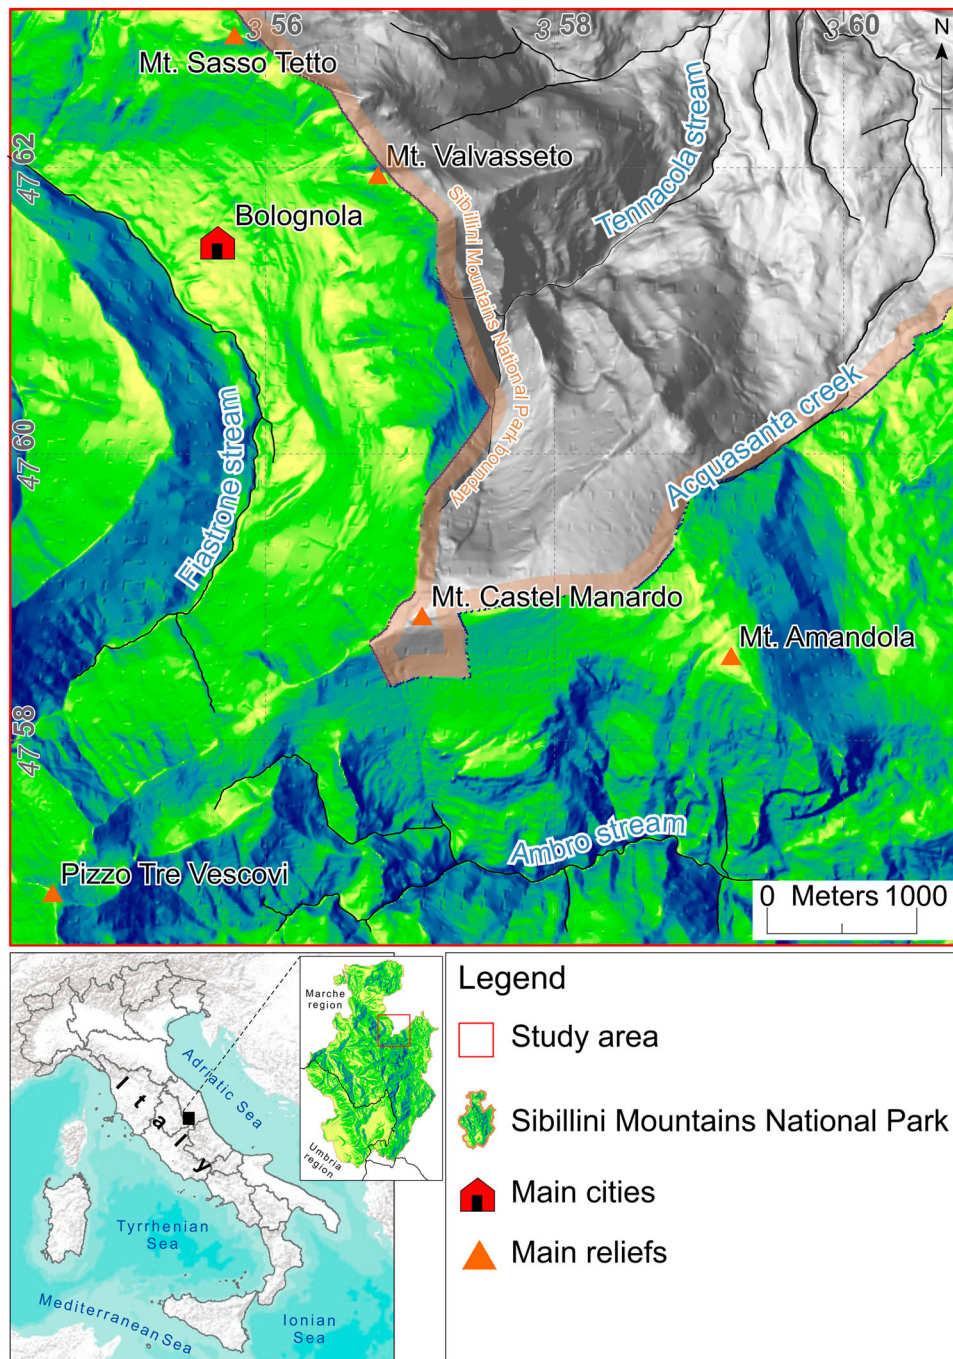 3 56
3 58
3 60
N
Mt. Sasso Tetto
47 62
Mt. Valvasseto
Tennacola stream
Bolognola
Sibillini Mountains National Park boundary
47 60
Fiastrone stream
Acquasanta creek
Mt. Castel Manardo
Mt. Amandola
47 58
Ambro stream
Pizzo Tre Vescovi
0 Meters 1000
Marche
region
Umbria
region
Adriatic Sea
Italy
Tyrrhenian
Sea
Mediterranean Sea
Ionian
Sea
Legend
Study area
Sibillini Mountains National Park
Main cities
Main reliefs